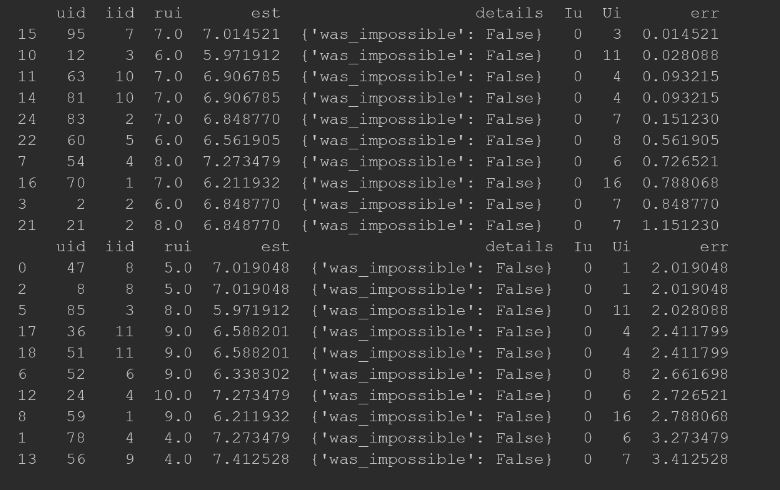 uid iid rui est details Iu Ui err
15 95 7 7.0 7.014521 {'was_impossible': False} 0 3 0.014521
10 12 3 6.0 5.971912 {'was_impossible': False} 0 11 0.028088
11 63 10 7.0 6.906785 {'was_impossible': False} 0 4 0.093215
14 81 10 7.0 6.906785 {'was_impossible': False} 0 4 0.093215
24 83 2 7.0 6.848770 {'was_impossible': False} 0 7 0.151230
22 60 5 6.0 6.561905 {'was_impossible': False} 0 8 0.561905
7 54 4 8.0 7.273479 {'was_impossible': False} 0 6 0.726521
16 70 1 7.0 6.211932 {'was_impossible': False} 0 16 0.788068
3 2 2 6.0 6.848770 {'was_impossible': False} 0 7 0.848770
21 21 2 8.0 6.848770 {'was_impossible': False} 0 7 1.151230
uid iid rui est details Iu Ui err
0 47 8 5.0 7.019048 {'was_impossible': False} 0 1 2.019048
2 8 8 5.0 7.019048 {'was_impossible': False} 0 1 2.019048
5 85 3 8.0 5.971912 {'was_impossible': False} 0 11 2.028088
17 36 11 9.0 6.588201 {'was_impossible': False} 0 4 2.411799
18 51 11 9.0 6.588201 {'was_impossible': False} 0 4 2.411799
6 52 6 9.0 6.338302 {'was_impossible': False} 0 8 2.661698
12 24 4 10.0 7.273479 {'was_impossible': False} 0 6 2.726521
8 59 1 9.0 6.211932 {'was_impossible': False} 0 16 2.788068
1 78 4 4.0 7.273479 {'was_impossible': False} 0 6 3.273479
13 56 9 4.0 7.412528 {'was_impossible': False} 0 7 3.412528